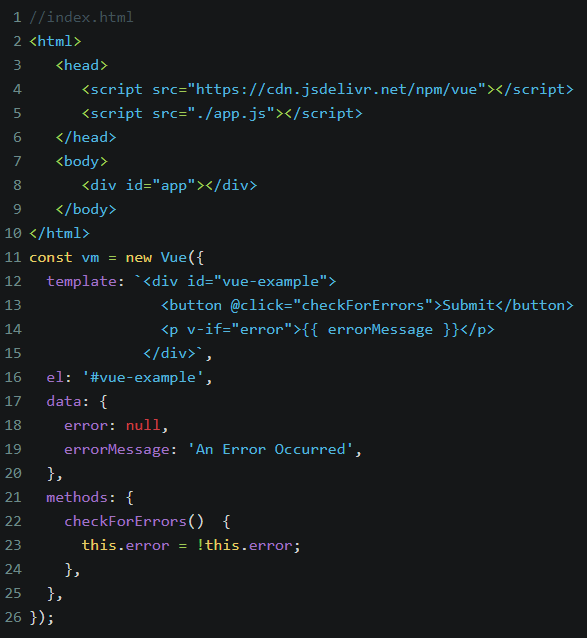 1 //index.html
2 <html>
3    <head>
4       <script src="https://cdn.jsdelivr.net/npm/vue"></script>
5       <script src="./app.js"></script>
6    </head>
7    <body>
8       <div id="app"></div>
9    </body>
10 </html>
11 const vm = new Vue({
12   template: `<div id="vue-example">
13                <button @click="checkForErrors">Submit</button>
14                <p v-if="error">{{ errorMessage }}</p>
15              </div>`,
16   el: '#vue-example',
17   data: {
18     error: null,
19     errorMessage: 'An Error Occurred',
20   },
21   methods: {
22     checkForErrors()  {
23       this.error = !this.error;
24     },
25   },
26 });